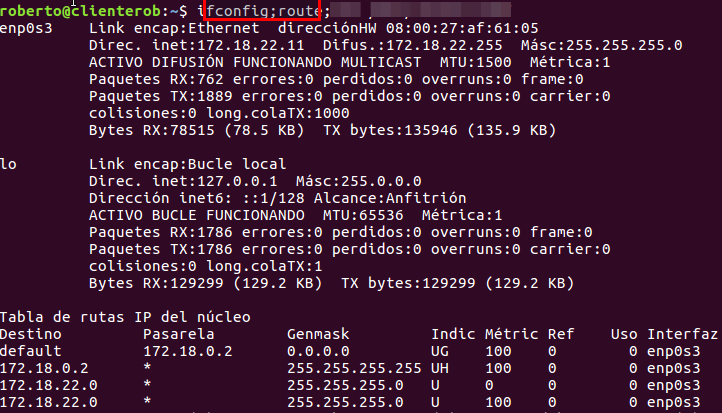 roberto@clienterob:~$ ifconfig;route;
enp0s3 Link encap:Ethernet direcciónHW 08:00:27:af:61:05
Direc. inet:172.18.22.11 Difus.:172.18.22.255 Másc:255.255.255.0
ACTIVO DIFUSIÓN FUNCIONANDO MULTICAST MTU:1500 Métrica:1
Paquetes RX:762 errores:0 perdidos:0 overruns:0 frame:0
Paquetes TX:1889 errores:0 perdidos:0 overruns:0 carrier:0
colisiones:0 long.colaTX:1000
Bytes RX:78515 (78.5 KB) TX bytes:135946 (135.9 KB)
lo Link encap:Bucle local
Direc. inet:127.0.0.1 Másc:255.0.0.0
Dirección inet6: ::1/128 Alcance:Anfitrión
ACTIVO BUCLE FUNCIONANDO MTU:65536 Métrica:1
Paquetes RX:1786 errores:0 perdidos:0 overruns:0 frame:0
Paquetes TX:1786 errores:0 perdidos:0 overruns:0 carrier:0
colisiones:0 long.colaTX:1
Bytes RX:129299 (129.2 KB) TX bytes:129299 (129.2 KB)
Tabla de rutas IP del núcleo
Destino Pasarela Genmask Indic Métric Ref Uso Interfaz
default 172.18.0.2 0.0.0.0 UG 100 0 0 enp0s3
172.18.0.2 * 255.255.255.255 UH 100 0 0 enp0s3
172.18.22.0 * 255.255.255.0 U 0 0 0 enp0s3
172.18.22.0 * 255.255.255.0 U 100 0 0 enp0s3